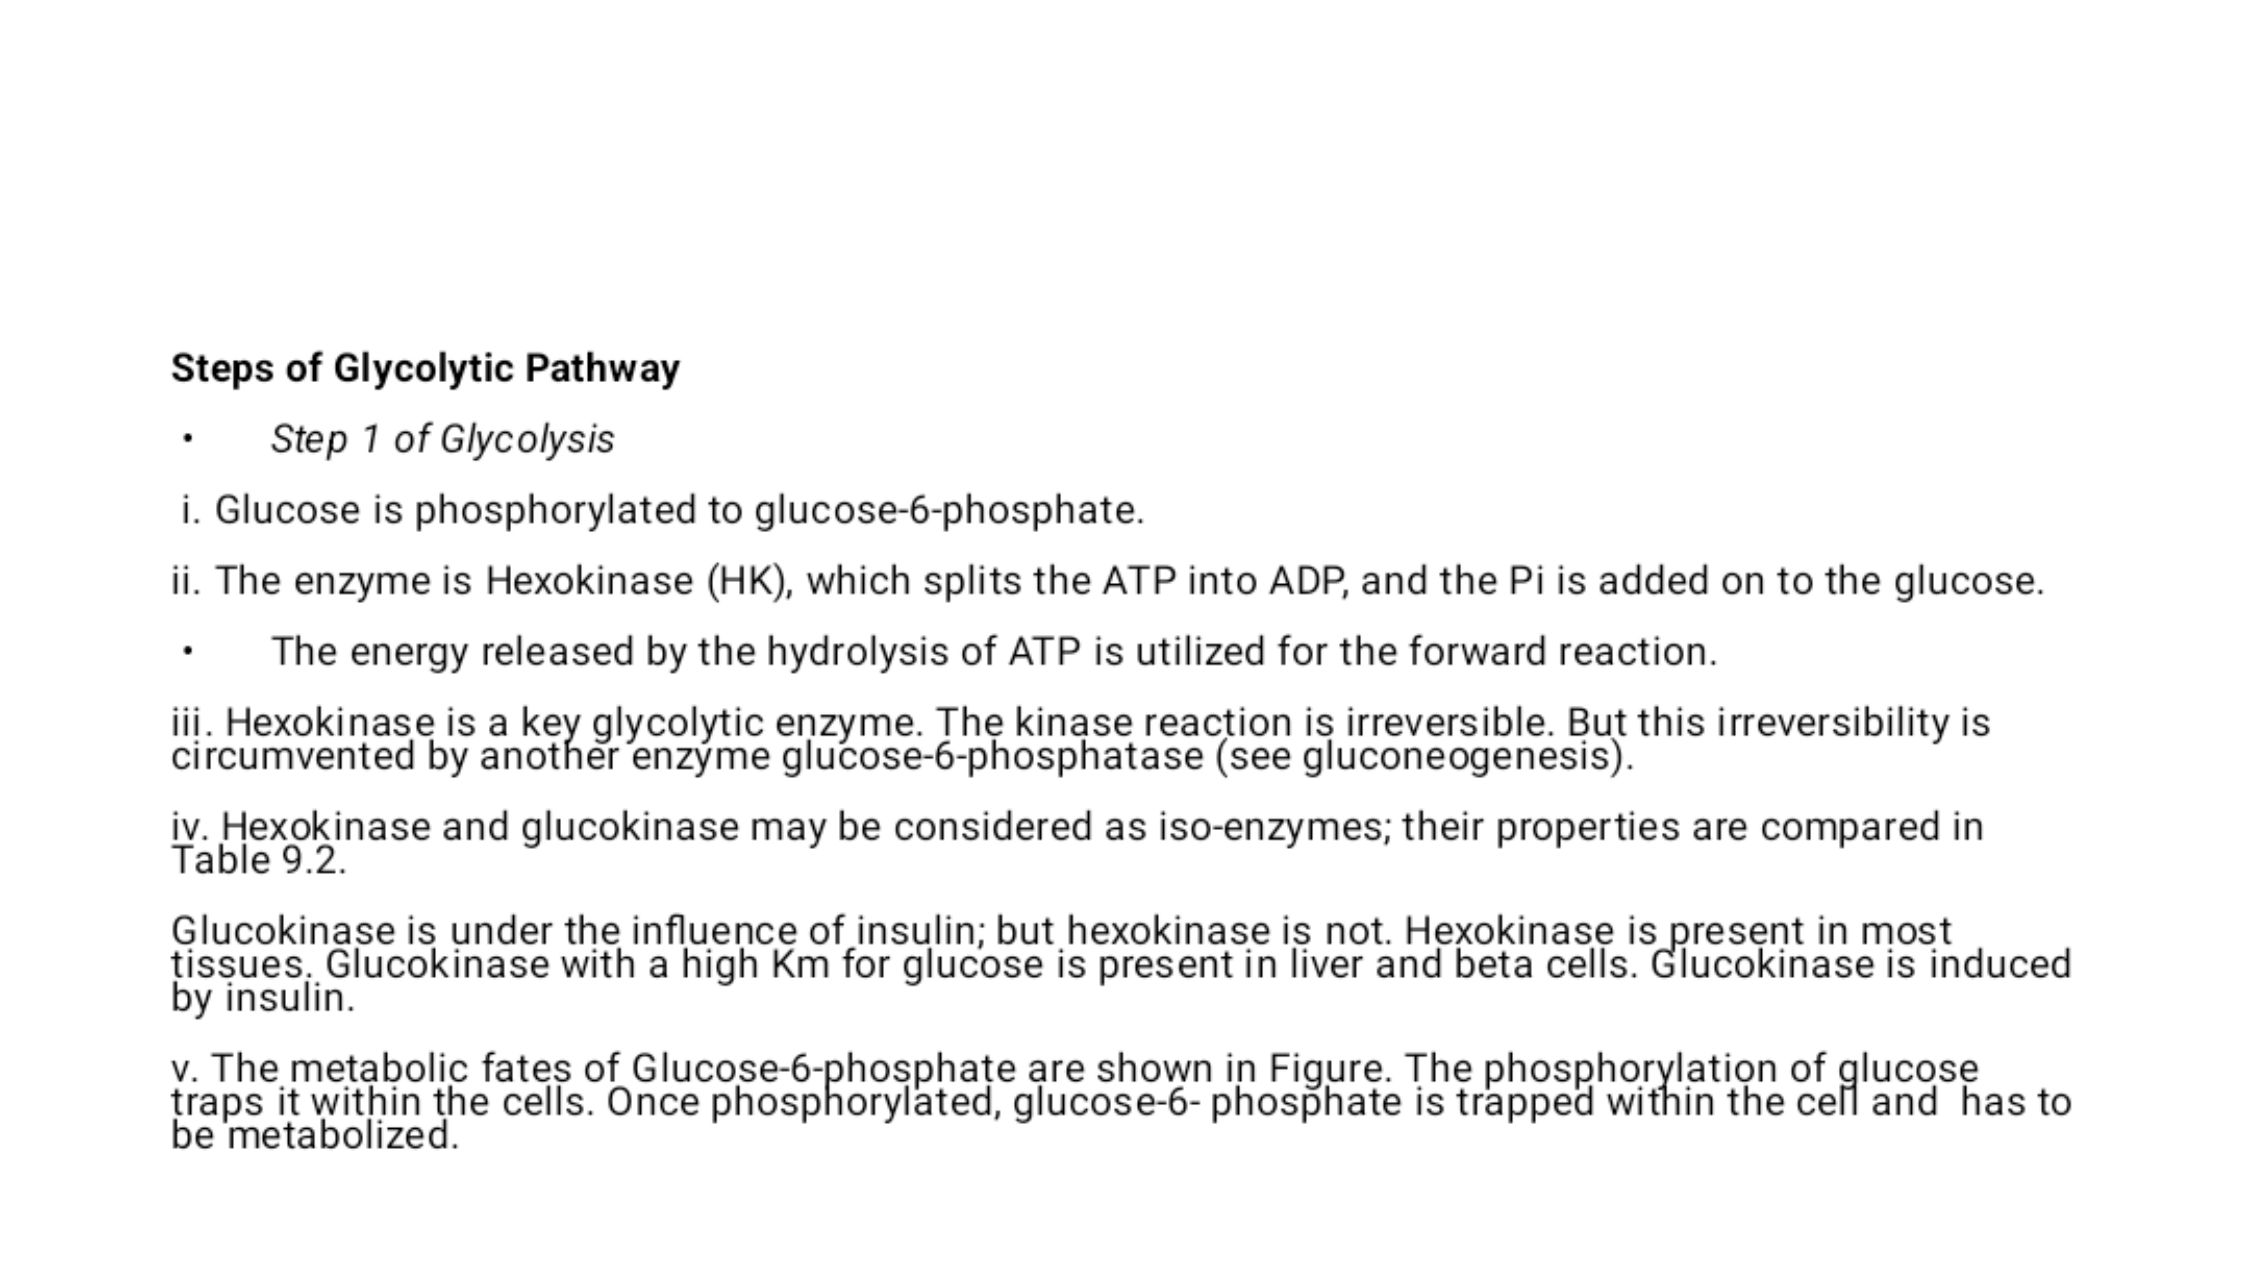 Steps of Glycolytic Pathway
• Step 1 of Glycolysis
i. Glucose is phosphorylated to glucose-6-phosphate.
ii. The enzyme is Hexokinase (HK), which splits the ATP into ADP, and the Pi is added on to the glucose.
• The energy released by the hydrolysis of ATP is utilized for the forward reaction.
iii. Hexokinase is a key glycolytic enzyme. The kinase reaction is irreversible. But this irreversibility is
circumvented by another enzyme glucose-6-phosphatase (see gluconeogenesis).
iv. Hexokinase and glucokinase may be considered as iso-enzymes; their properties are compared in
Table 9.2.
Glucokinase is under the influence of insulin; but hexokinase is not. Hexokinase is present in most
tissues. Glucokinase with a high Km for glucose is present in liver and beta cells. Glucokinase is induced
by insulin.
v. The metabolic fates of Glucose-6-phosphate are shown in Figure. The phosphorylation of glucose
traps it within the cells. Once phosphorylated, glucose-6- phosphate is trapped within the cell and  has to
be metabolized.